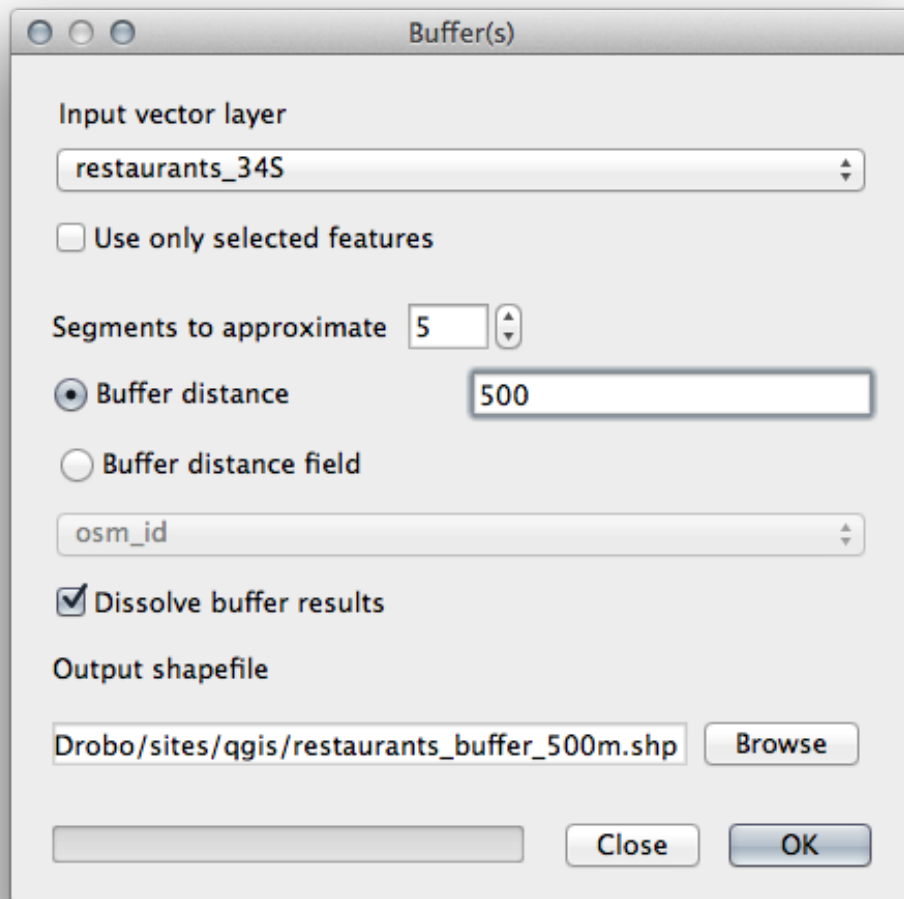 Buffer(s)
Input vector layer
restaurants_34S
Use only selected features
Segments to approximate 5
Buffer distance 500
Buffer distance field
osm_id
Dissolve buffer results
Output shapefile
Drobo/sites/qgis/restaurants_buffer_500m.shp Browse
Close OK